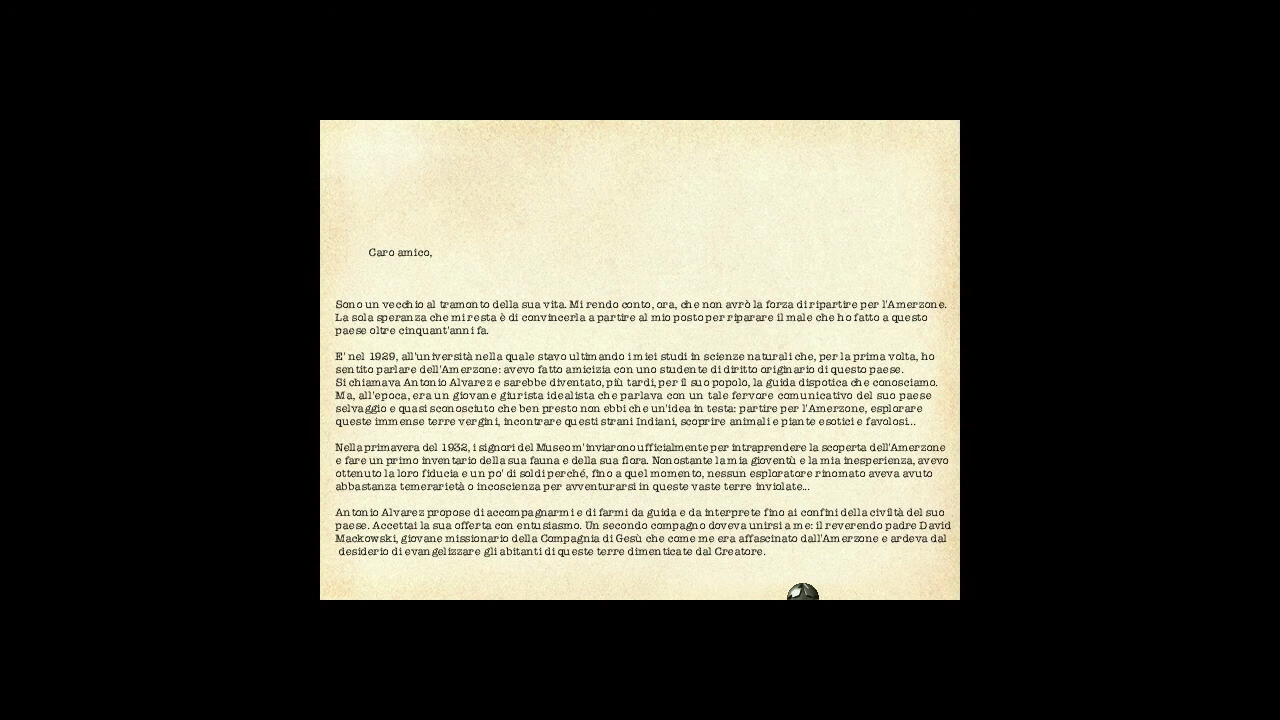 Caro amico,
Sono un vecchio al tramonto della sua vita. Mi rendo conto, ora, che non avrò la forza di ripartire per l'Amerzone.
La sola speranza che mi resta è di convincerla a partire al mio posto per riparare il male che ho fatto a questo
paese oltre cinquant'anni fa.
E' nel 1929, all'università nella quale stavo ultimando i miei studi in scienze naturali che, per la prima volta, ho
sentito parlare dell'Amerzone: avevo fatto amicizia con uno studente di diritto originario di questo paese.
Si chiamava Antonio Alvarez e sarebbe diventato, più tardi, per il suo popolo, la guida dispotica che conosciamo.
Ma, all'epoca, era un giovane giurista idealista che parlava con un tale fervore comunicativo del suo paese
selvaggio e quasi sconosciuto che ben presto non ebbi che un'idea in testa: partire per l'Amerzone, esplorare
queste immense terre vergini, incontrare questi strani Indiani, scoprire animali e piante esotici e favolosi...
Nella primavera del 1932, i signori del Museo m'inviarono ufficialmente per intraprendere la scoperta dell'Amerzone
e fare un primo inventario della sua fauna e della sua flora. Nonostante la mia gioventù e la mia inesperienza, avevo
ottenuto la loro fiducia e un po' di soldi perché, fino a quel momento, nessun esploratore rinomato aveva avuto
abbastanza temerarietà o incoscienza per avventurarsi in queste vaste terre inviolate...
Antonio Alvarez propose di accompagnarmi e di farmi da guida e da interprete fino ai confini della civiltà del suo
paese. Accettai la sua offerta con entusiasmo. Un secondo compagno doveva unirsi a me: il reverendo padre David
Mackowski, giovane missionario della Compagnia di Gesù che come me era affascinato dall'Amerzone e ardeva dal
desiderio di evangelizzare gli abitanti di queste terre dimenticate dal Creatore.